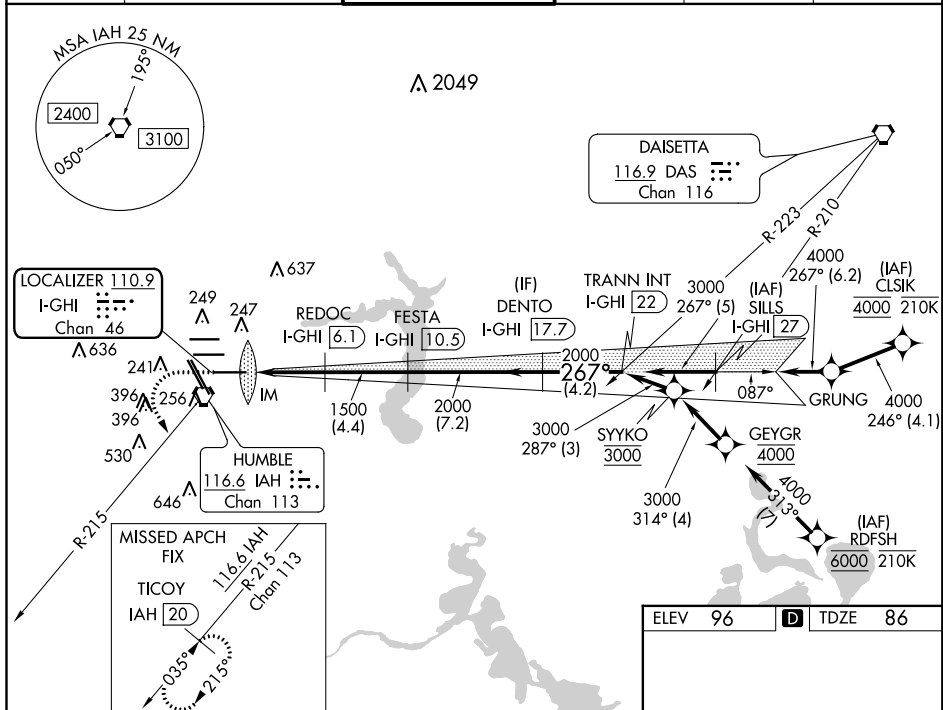 MSA IAH 25 NM
195°
2400
3100
050°
2049
DAISETTA
116.9 DAS
Chan 116
R-223
R-210
LOCALIZER 110.9
I-GHI
Chan 46
637
249
247
636
241
396
396
256
530
646
REDOC
I-GHI 6.1
FESTA
I-GHI 10.5
(IF)
DENTO
I-GHI 17.7
TRANN INT
I-GHI 22
3000
267° (5)
(IAF)
SILLS
I-GHI 27
4000
267° (6.2)
(IAF)
CLSIK
4000 210K
IM
1500
(4.4)
2000
(7.2)
2000
267°
(4.2)
087°
GRUNG
4000
246° (4.1)
3000
287° (3)
SYYKO
3000
GEYGR
4000
3000
314° (4)
4000
313°
(7)
(IAF)
RDFSH
6000 210K
HUMBLE
116.6 IAH
Chan 113
R-215
MISSED APCH
FIX
TICOY
IAH 20
116.6 IAH
R-215
Chan 113
035°
215°
ELEV 96 D TDZE 86